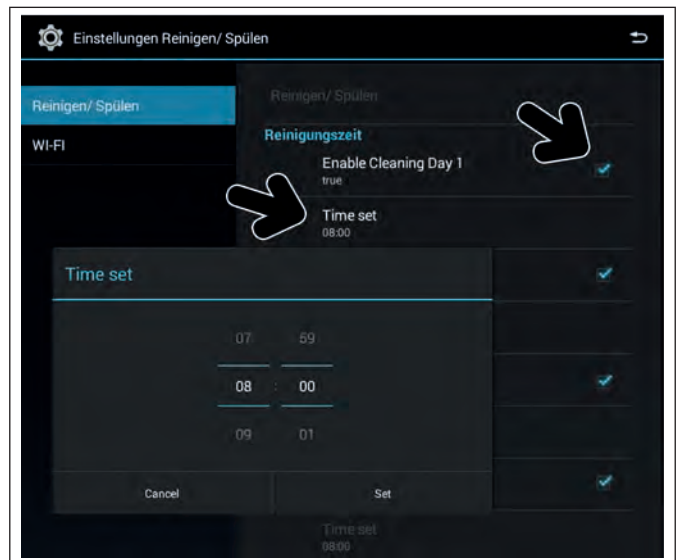 Einstellungen Reinigen/ Spülen
Reinigen/ Spülen
WI-FI
Reinigen/ Spülen
Reinigungszeit
Enable Cleaning Day 1
true
Time set
08:00
Time set
07 59
08 : 00
09 01
Cancel Set
Time set
08:00